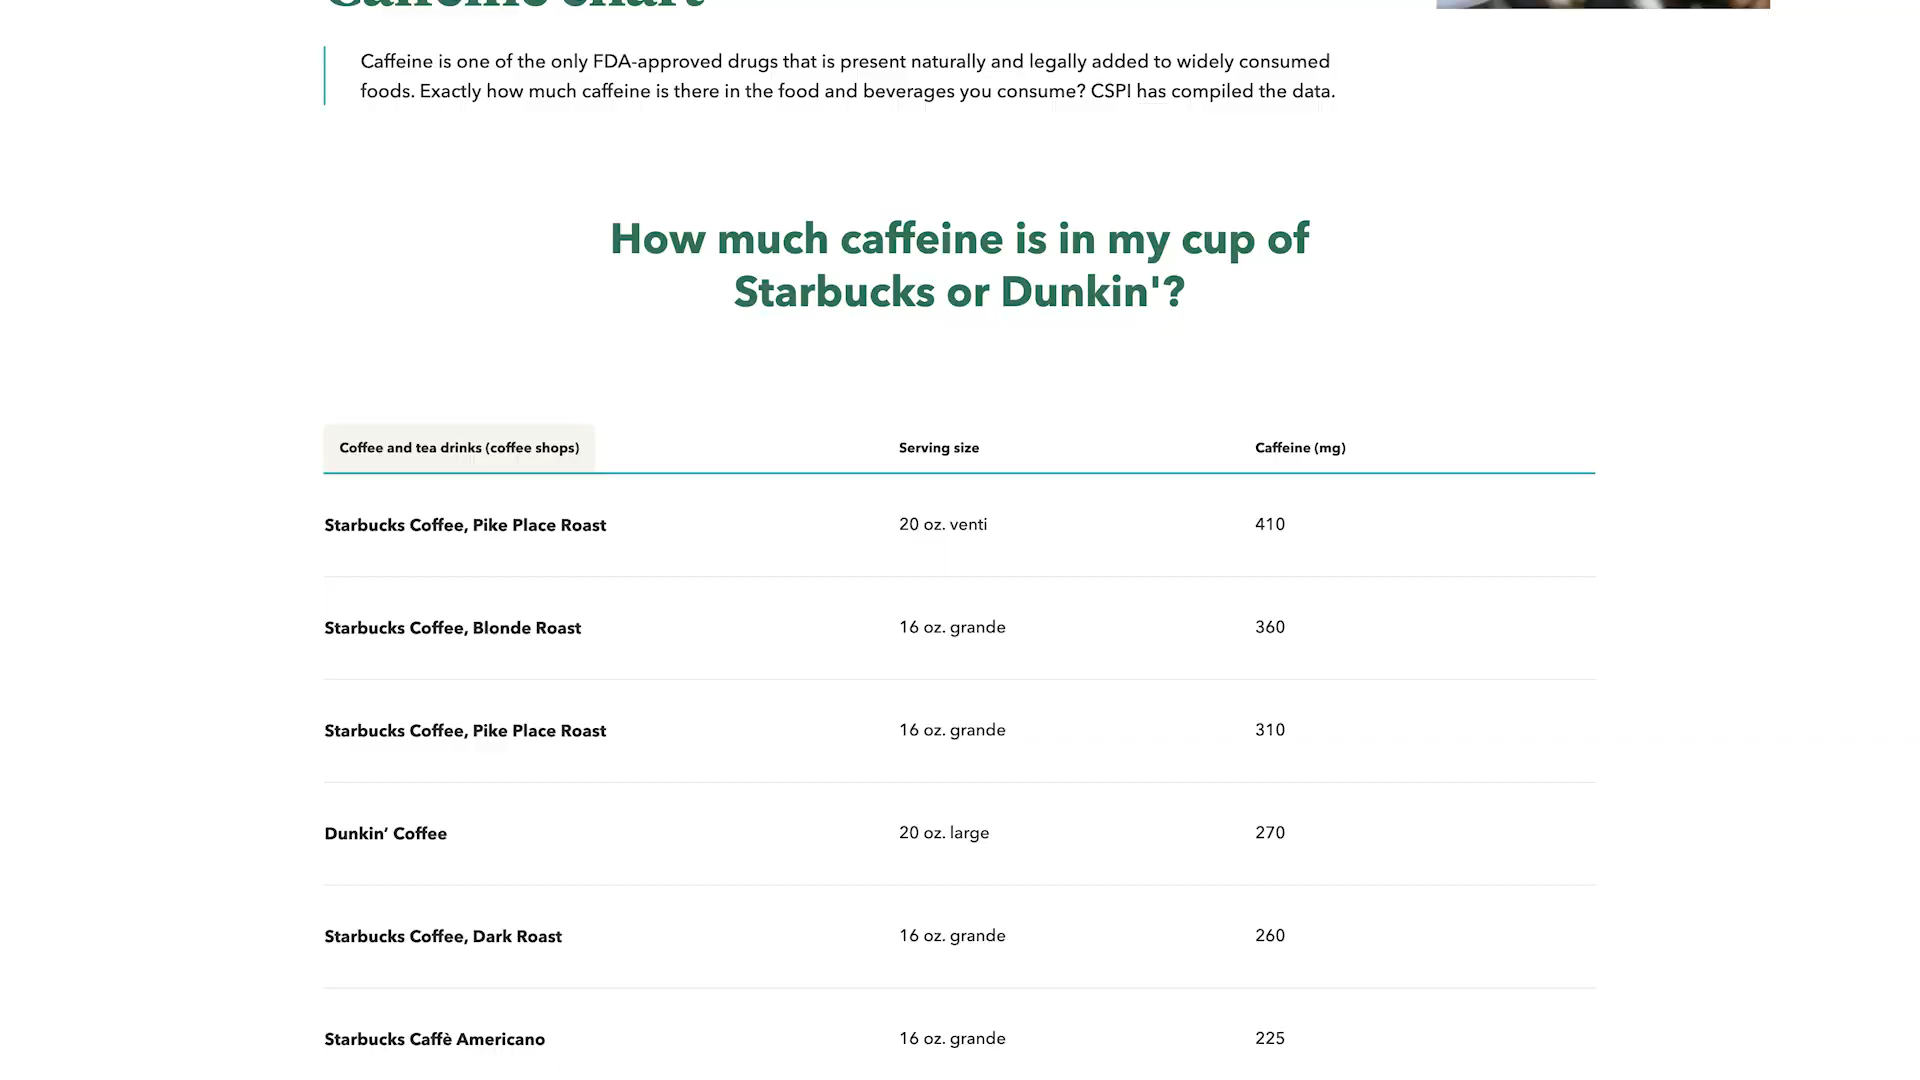 Caffeine chart
Caffeine is one of the only FDA-approved drugs that is present naturally and legally added to widely consumed
foods. Exactly how much caffeine is there in the food and beverages you consume? CSPI has compiled the data.
How much caffeine is in my cup of
Starbucks or Dunkin'?
Coffee and tea drinks (coffee shops) Serving size Caffeine (mg)
Starbucks Coffee, Pike Place Roast 20 oz. venti 410
Starbucks Coffee, Blonde Roast 16 oz. grande 360
Starbucks Coffee, Pike Place Roast 16 oz. grande 310
Dunkin’ Coffee 20 oz. large 270
Starbucks Coffee, Dark Roast 16 oz. grande 260
Starbucks Caffè Americano 16 oz. grande 225